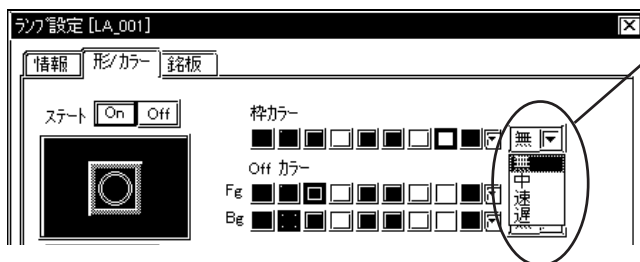 ランプ設定 [LA_001]
情報 形/カラー 銘板
ステート On Off
枠カラー
無
Off カラー
Fg
Bg
無
中
速
遅